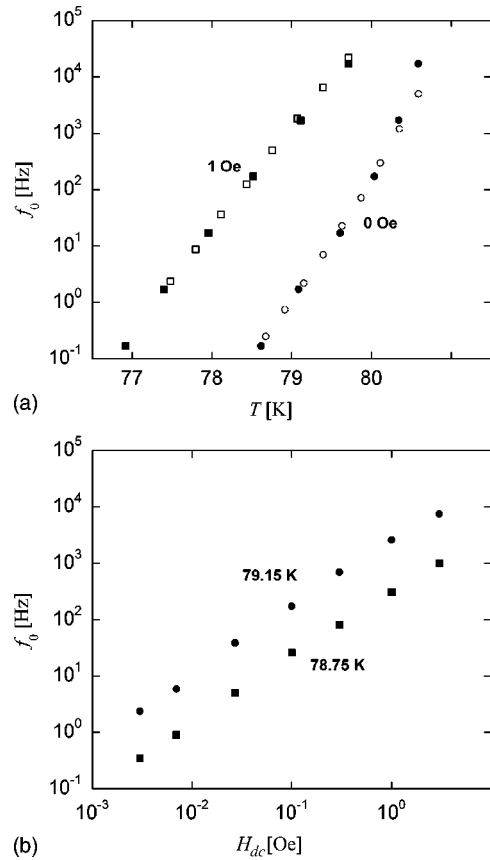 10^5
10^4
10^3
10^2
10^1
10^0
10^-1
f_0 [Hz]
1 Oe
0 Oe
77 78 79 80
(a)
T [K]
10^5
10^4
10^3
10^2
10^1
10^0
10^-1
f_0 [Hz]
79.15 K
78.75 K
10^-3 10^-2 10^-1 10^0
(b)
H_dc [Oe]